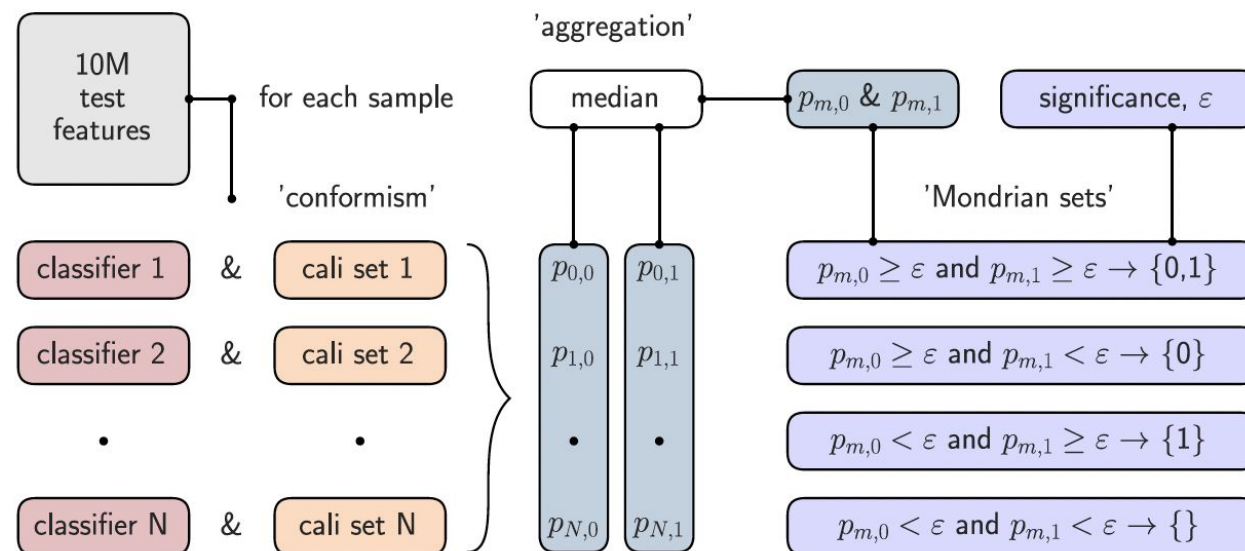 10M
test
features
for each sample
'aggregation'
median
p_{m,0} & p_{m,1}
significance, ε
'conformism'
'Mondrian sets'
classifier 1 & cali set 1
p_{0,0} p_{0,1}
p_{m,0} ≥ ε and p_{m,1} ≥ ε → {0,1}
classifier 2 & cali set 2
p_{1,0} p_{1,1}
p_{m,0} ≥ ε and p_{m,1} < ε → {0}
p_{m,0} < ε and p_{m,1} ≥ ε → {1}
classifier N & cali set N
p_{N,0} p_{N,1}
p_{m,0} < ε and p_{m,1} < ε → {}